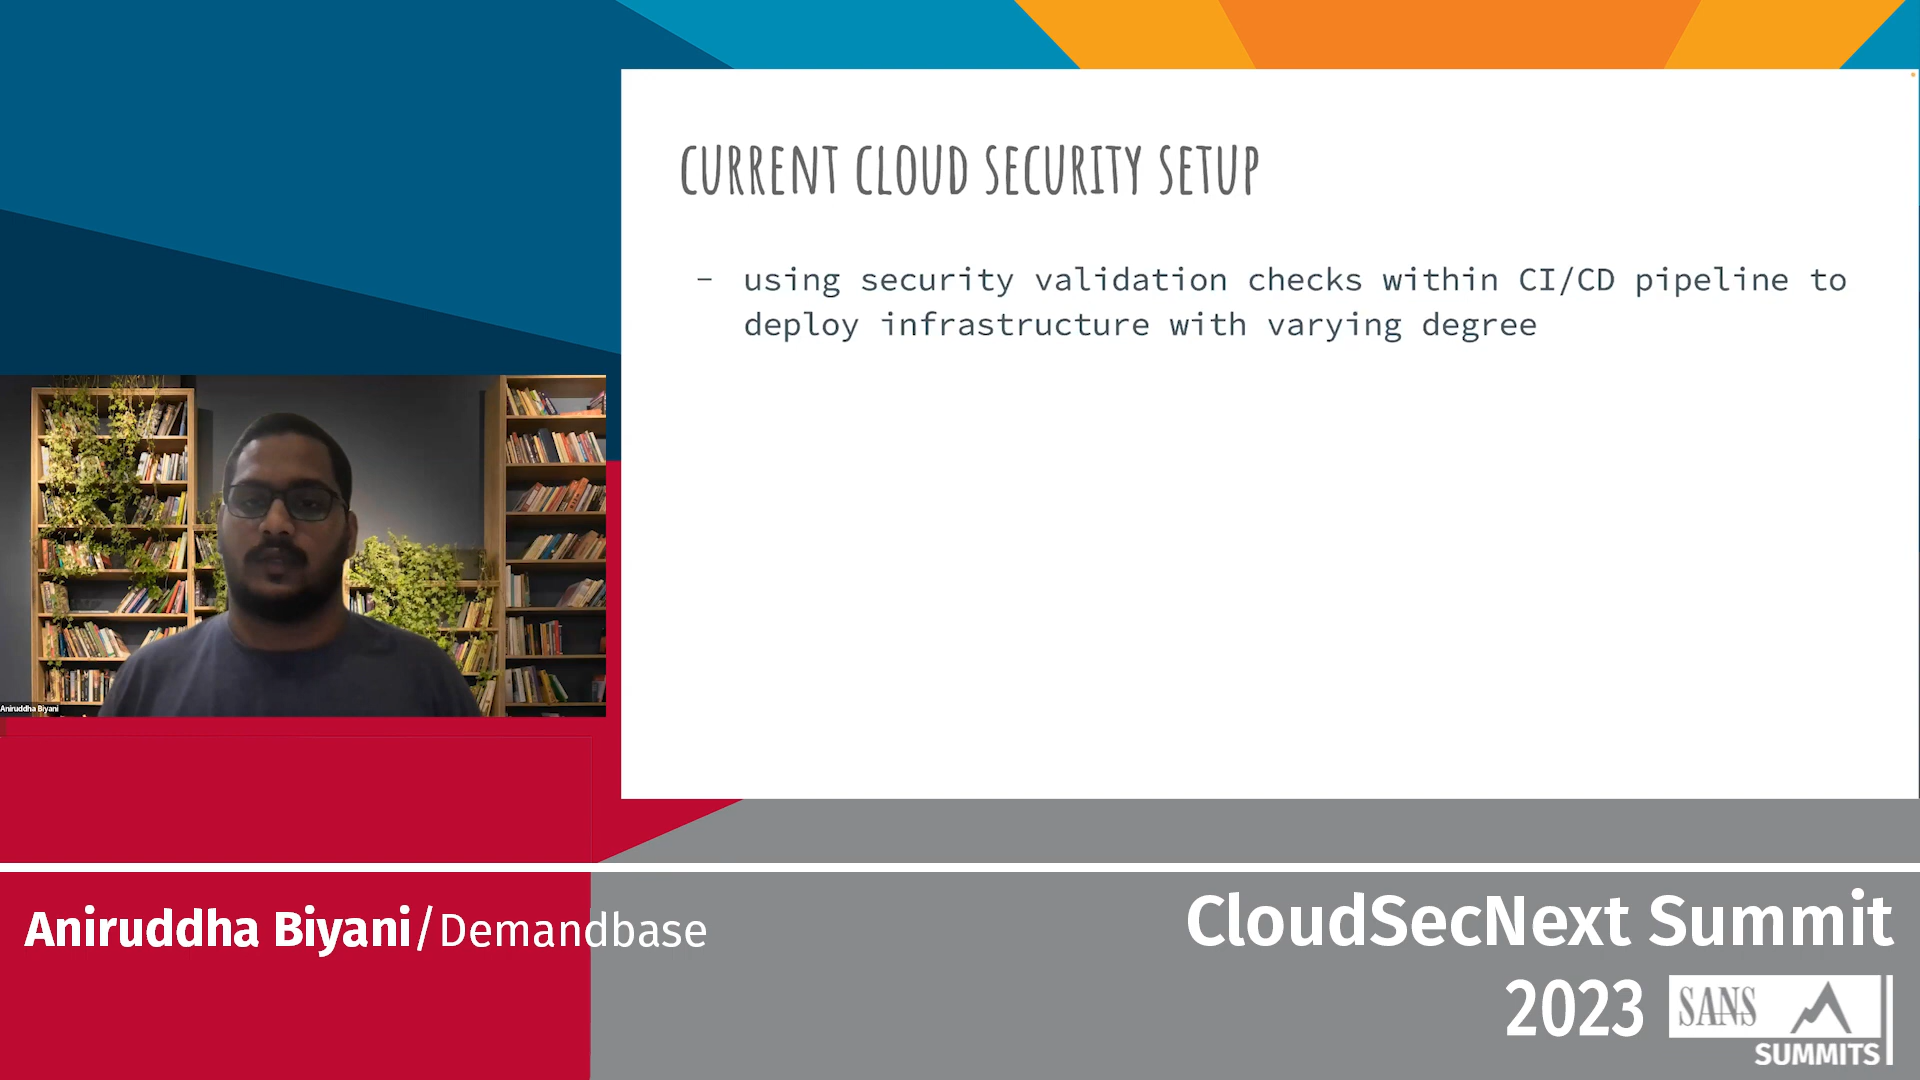 CURRENT CLOUD SECURITY SETUP
- using security validation checks within CI/CD pipeline to
deploy infrastructure with varying degree
Aniruddha Biyani
Aniruddha Biyani/Demandbase
CloudSecNext Summit
2023
SANS
SUMMITS